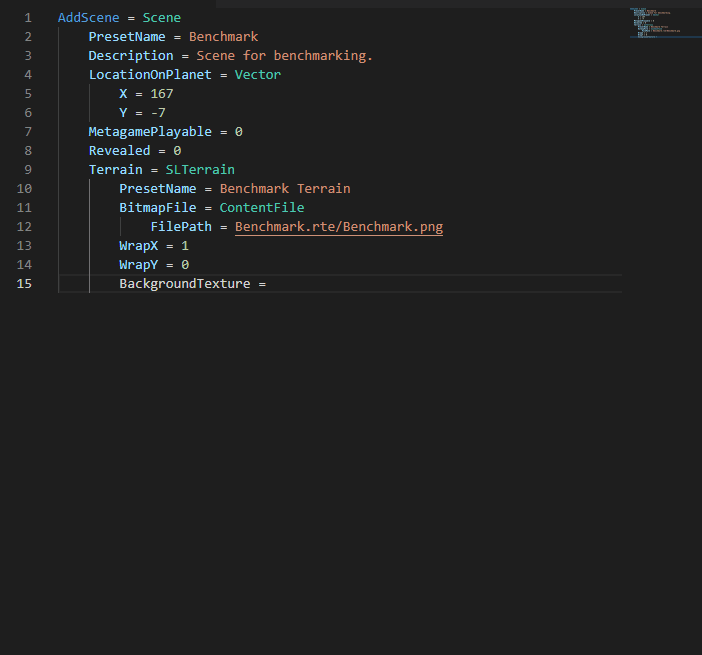 1 AddScene = Scene
2 PresetName = Benchmark
3 Description = Scene for benchmarking.
4 LocationOnPlanet = Vector
5 X = 167
6 Y = -7
7 MetagamePlayable = 0
8 Revealed = 0
9 Terrain = SLTerrain
10 PresetName = Benchmark Terrain
11 BitmapFile = ContentFile
12 FilePath = Benchmark.rte/Benchmark.png
13 WrapX = 1
14 WrapY = 0
15 BackgroundTexture =